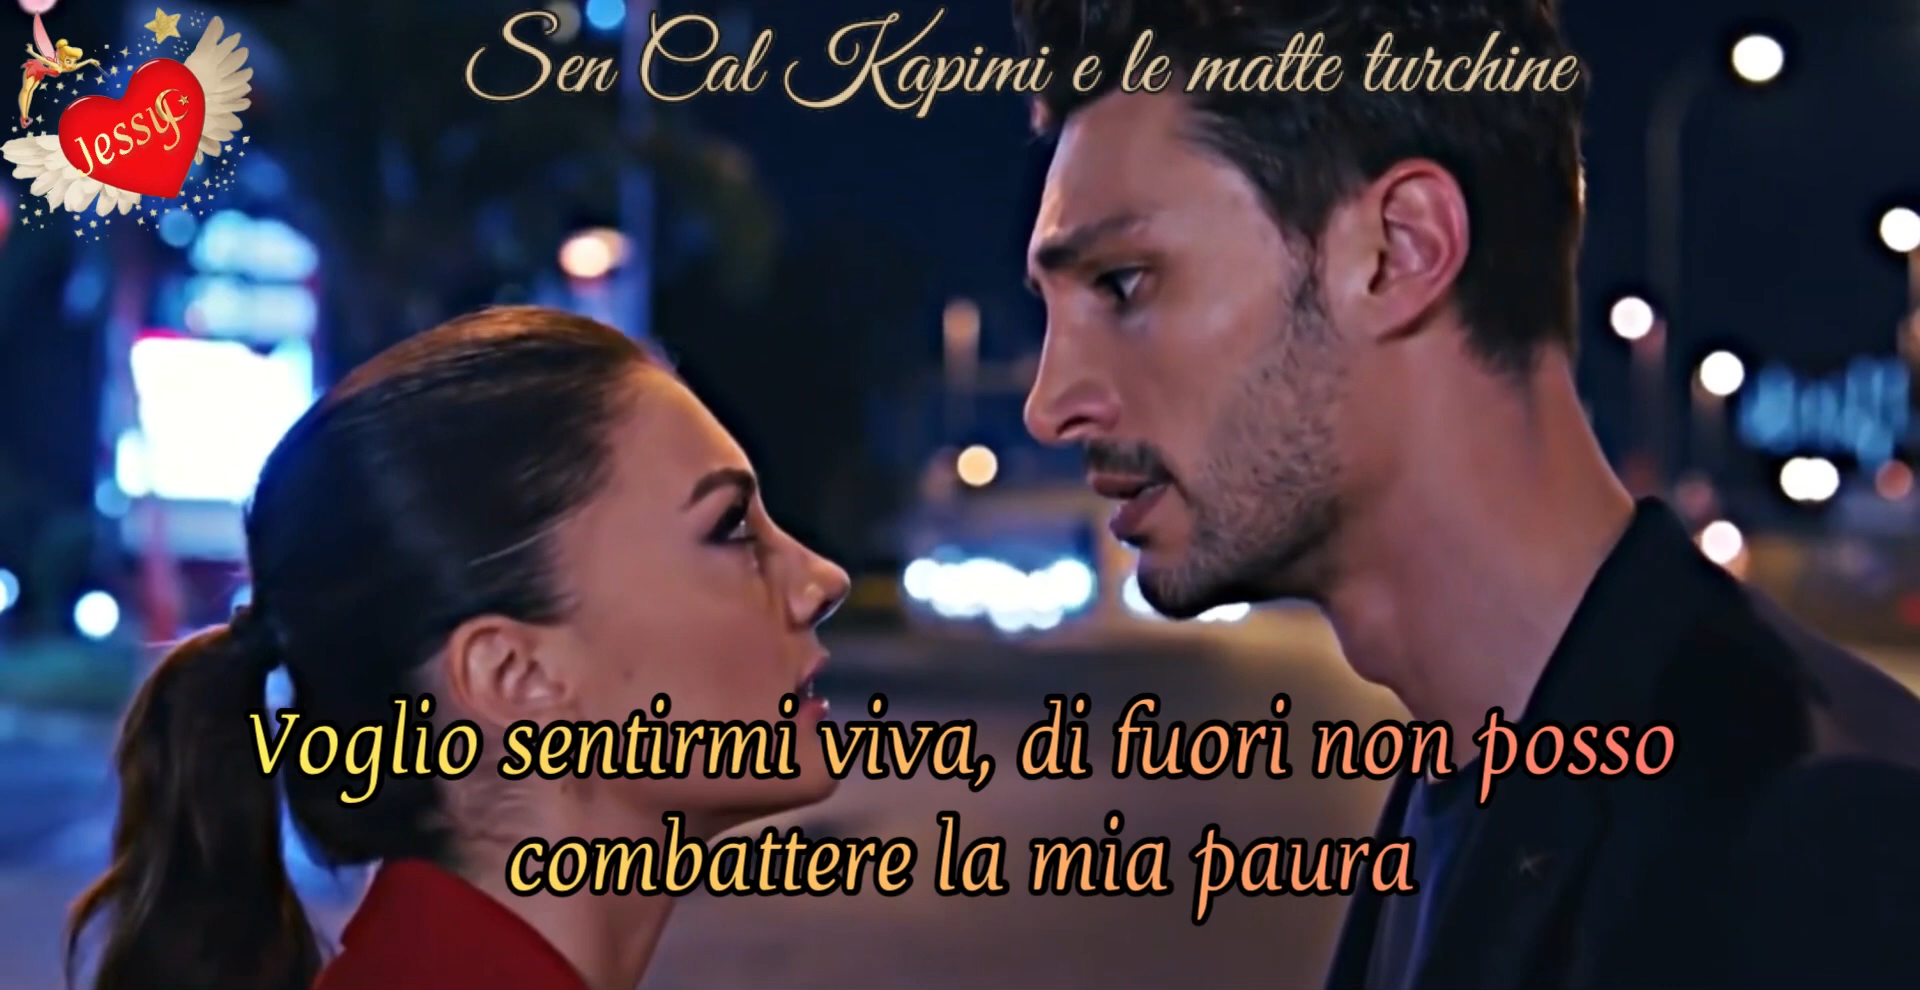 Sen Cal Kapimi e le matte turchine
Jessy
Voglio sentirmi viva, di fuori non posso
combattere la mia paura